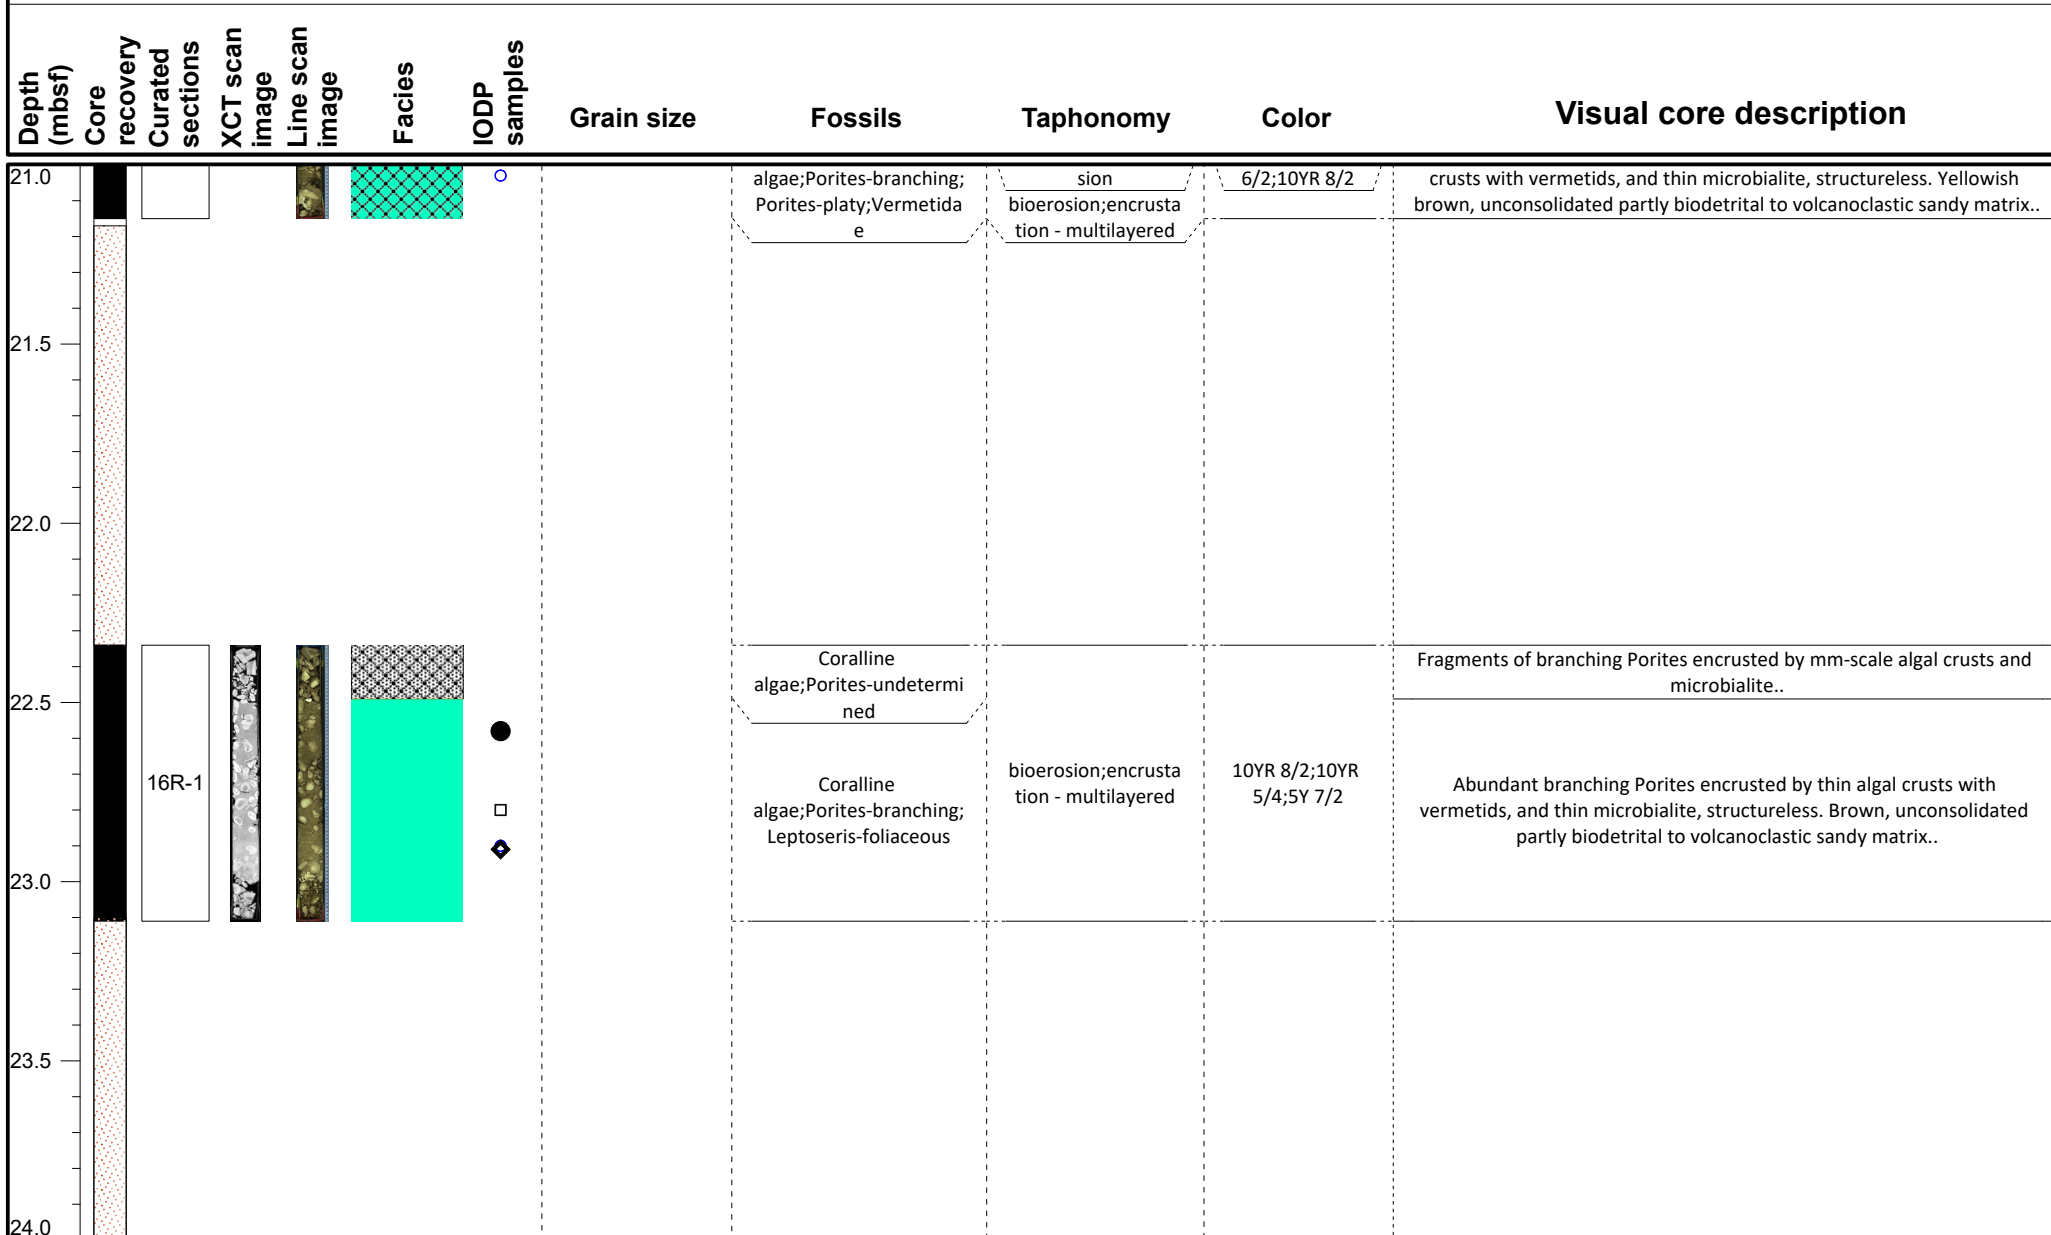 Depth
(mbsf)
Core
recovery
Curated
sections
XCT scan
image
Line scan
image
Facies
IODP
samples
Grain size
Fossils
Taphonomy
Color
Visual core description
21.0
algae;Porites-branching;
Porites-platy;Vermetida
e
sion
bioerosion;encrusta
tion - multilayered
6/2;10YR 8/2
crusts with vermetids, and thin microbialite, structureless. Yellowish
brown, unconsolidated partly biodetrital to volcanoclastic sandy matrix..
21.5
22.0
Coralline
algae;Porites-undetermi
ned
Fragments of branching Porites encrusted by mm-scale algal crusts and
microbialite..
22.5
16R-1
Coralline
algae;Porites-branching;
Leptoseris-foliaceous
bioerosion;encrusta
tion - multilayered
10YR 8/2;10YR
5/4;5Y 7/2
Abundant branching Porites encrusted by thin algal crusts with
vermetids, and thin microbialite, structureless. Brown, unconsolidated
partly biodetrital to volcanoclastic sandy matrix..
23.0
23.5
24.0